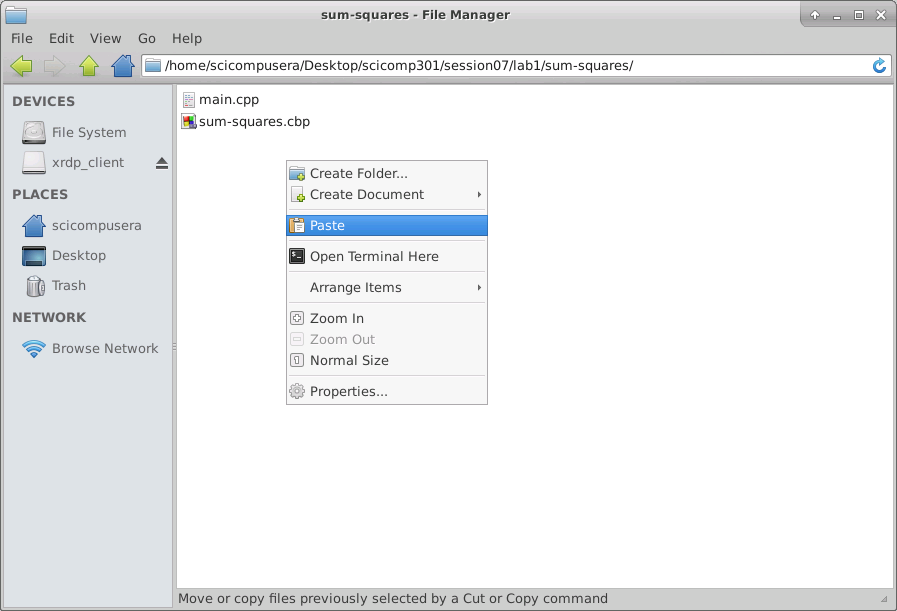 sum-squares - File Manager
File Edit View Go Help
/home/scicompusera/Desktop/scicomp301/session07/lab1/sum-squares/
DEVICES
File System
xrdp_client
PLACES
scicompusera
Desktop
Trash
NETWORK
Browse Network
main.cpp
sum-squares.cbp
Create Folder...
Create Document
Paste
Open Terminal Here
Arrange Items
Zoom In
Zoom Out
Normal Size
Properties...
Move or copy files previously selected by a Cut or Copy command